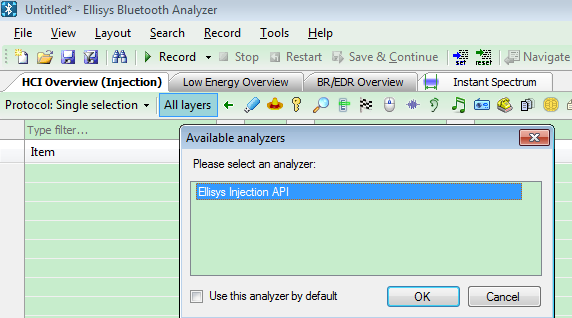 Untitled* - Ellisys Bluetooth Analyzer
File View Layout Search Record Tools Help
Record Stop Restart Save & Continue set reset Navigate
HCI Overview (Injection) Low Energy Overview BR/EDR Overview Instant Spectrum
Protocol: Single selection All layers
Type filter...
Item
Available analyzers
Please select an analyzer:
Ellisys Injection API
Use this analyzer by default OK Cancel